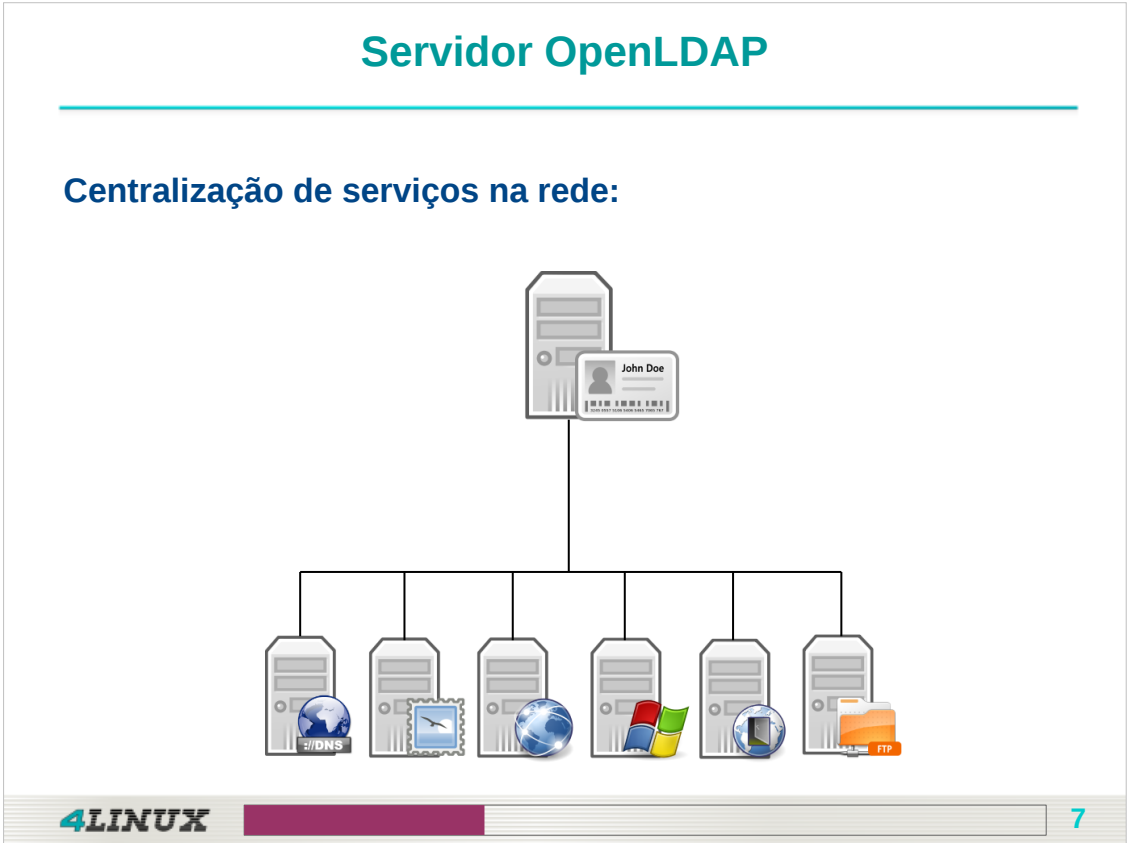 Servidor OpenLDAP
Centralização de serviços na rede:
John Doe
://DNS
FTP
4LINUX
7